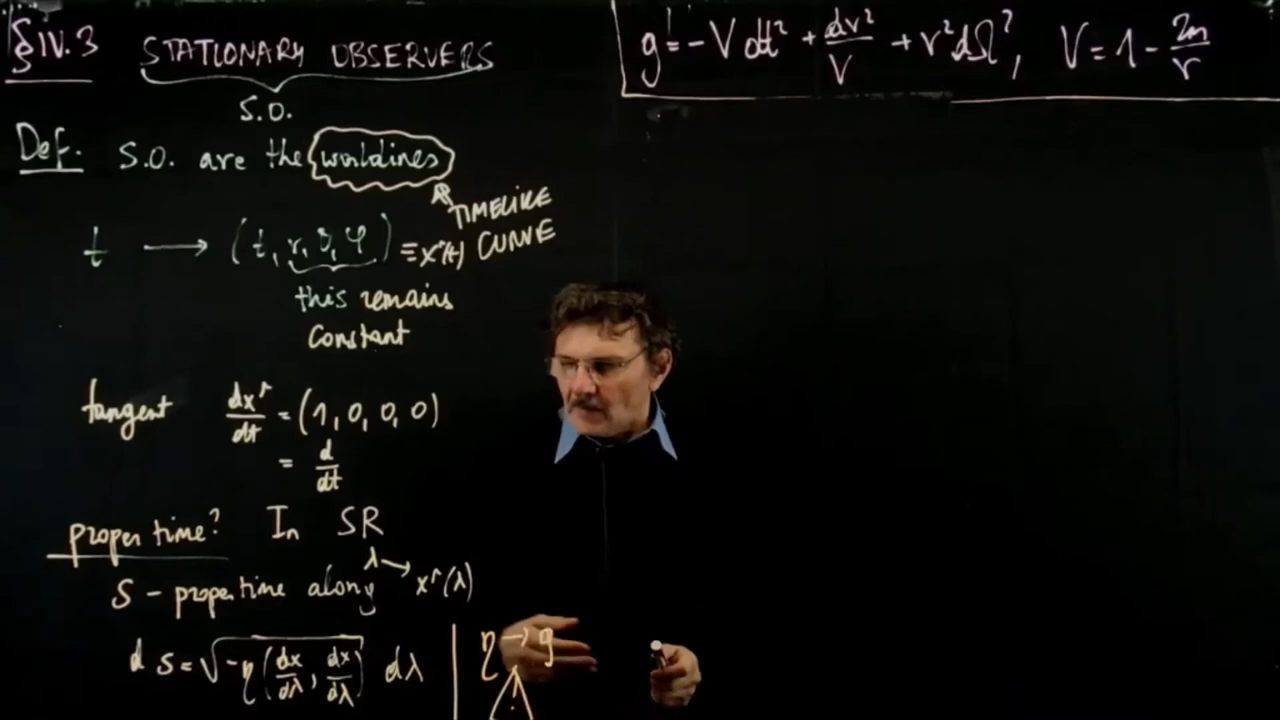 §IV.3 STATIONARY OBSERVERS
S.O.
g = -V dt² + dr²/V + r²dΩ², V = 1 - 2m/r
Def. S.O. are the worldlines
TIMELIKE
CURVE
t → (t, r, θ, φ) ≡ x^μ(t)
this remains
constant
tangent dx^μ/dt = (1, 0, 0, 0)
= d/dt
proper time? In SR
s - proper time along λ → x^μ(λ)
ds = √(-η(dx/dλ, dx/dλ)) dλ | η → g